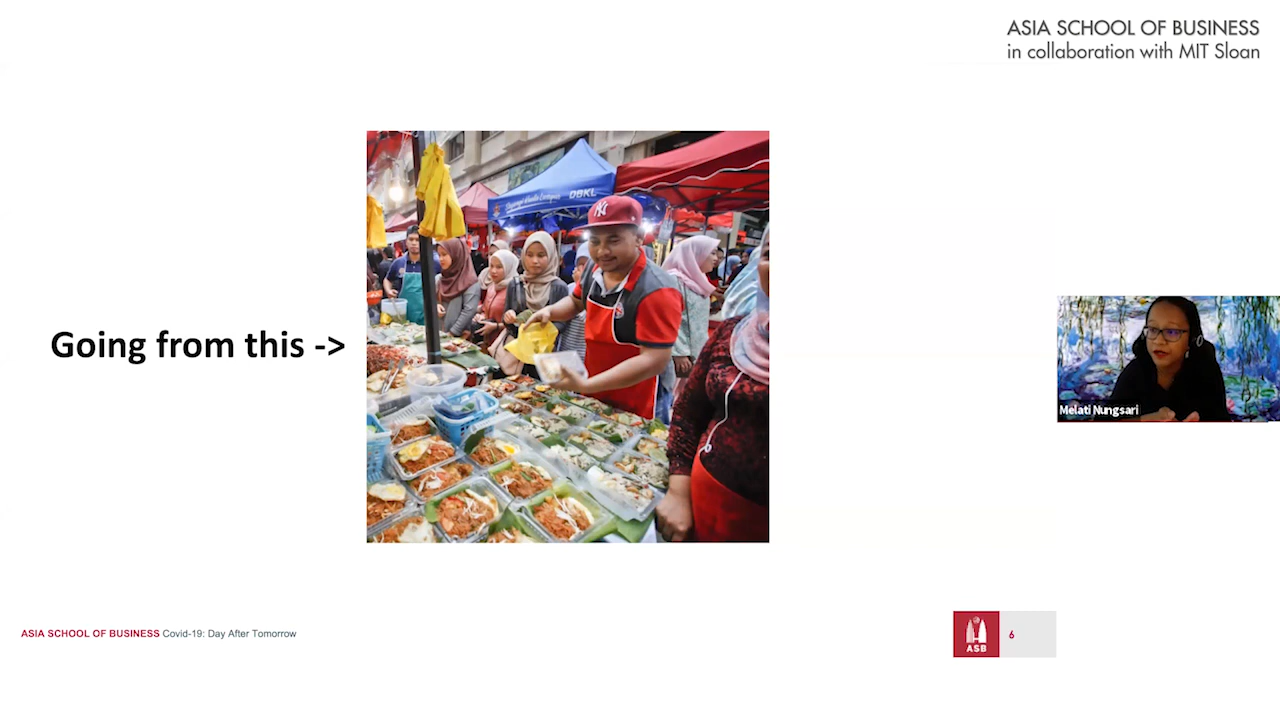 ASIA SCHOOL OF BUSINESS
in collaboration with MIT Sloan
DBKL
NY
Going from this ->
Melati Nungsari
ASIA SCHOOL OF BUSINESS Covid-19: Day After Tomorrow
ASB
6